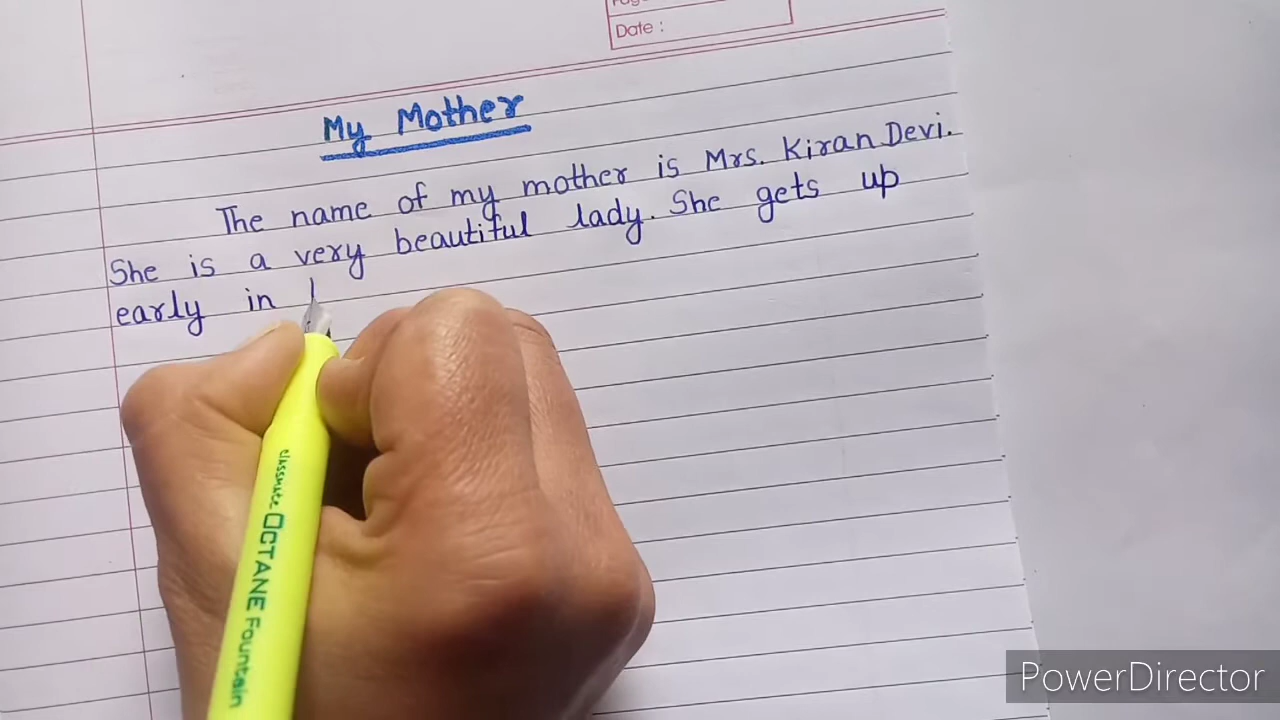 Date :
My Mother
The name of my mother is Mrs. Kiran Devi.
She is a very beautiful lady. She gets up
early in
classmate OCTANE Fountain
PowerDirector